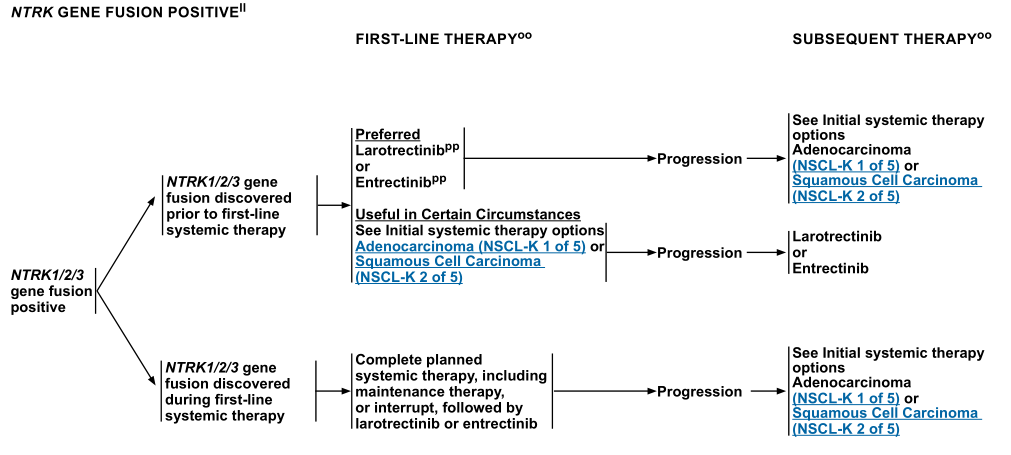 NTRK GENE FUSION POSITIVEll
FIRST-LINE THERAPYoo
SUBSEQUENT THERAPYoo
NTRK1/2/3
gene fusion
positive
NTRK1/2/3 gene
fusion discovered
prior to first-line
systemic therapy
Preferred
Larotrectinibpp
or
Entrectinibpp
Progression
See Initial systemic therapy
options
Adenocarcinoma
(NSCL-K 1 of 5) or
Squamous Cell Carcinoma
(NSCL-K 2 of 5)
Useful in Certain Circumstances
See Initial systemic therapy options
Adenocarcinoma (NSCL-K 1 of 5) or
Squamous Cell Carcinoma
(NSCL-K 2 of 5)
Progression
Larotrectinib
or
Entrectinib
NTRK1/2/3 gene
fusion discovered
during first-line
systemic therapy
Complete planned
systemic therapy, including
maintenance therapy,
or interrupt, followed by
larotrectinib or entrectinib
Progression
See Initial systemic therapy
options
Adenocarcinoma
(NSCL-K 1 of 5) or
Squamous Cell Carcinoma
(NSCL-K 2 of 5)